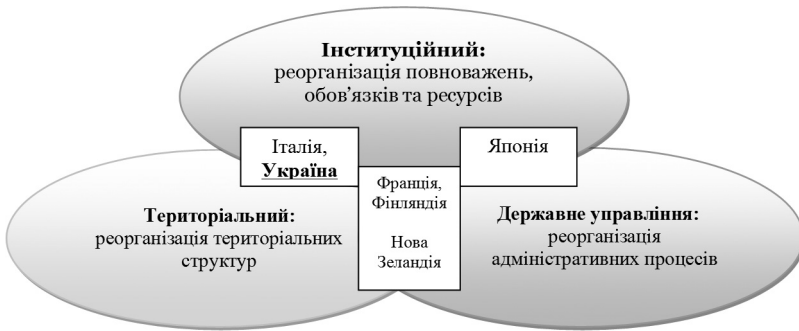 Інституційний:
реорганізація повноважень,
обов’язків та ресурсів
Італія,
Україна
Японія
Франція,
Фінляндія
Нова
Зеландія
Територіальний:
реорганізація територіальних
структур
Державне управління:
реорганізація
адміністративних процесів